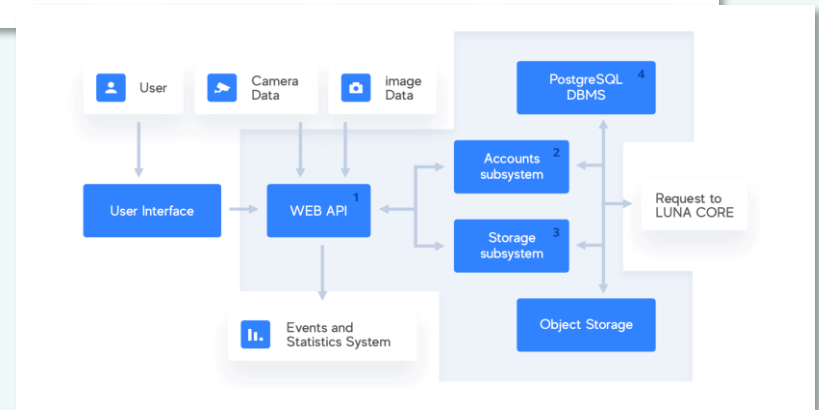 User
Camera
Data
image
Data
PostgreSQL 4
DBMS
Accounts 2
subsystem
User Interface
WEB API 1
Storage 3
subsystem
Request to
LUNA CORE
Events and
Statistics System
Object Storage